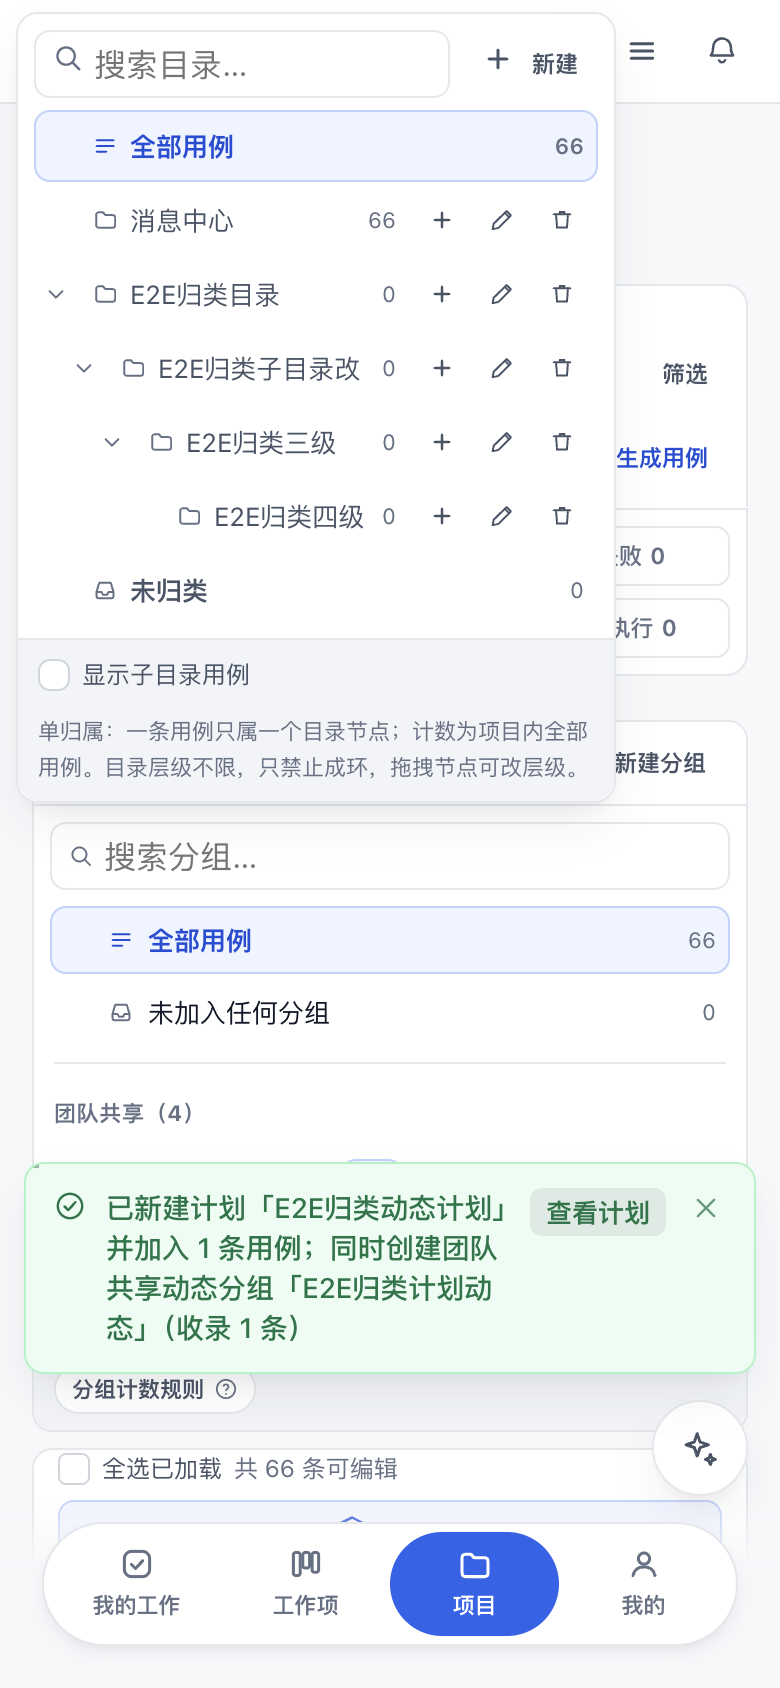 搜索目录...
新建
全部用例 66
消息中心 66
E2E归类目录 0
E2E归类子目录改 0
E2E归类三级 0
E2E归类四级 0
未归类 0
显示子目录用例
单归属：一条用例只属一个目录节点；计数为项目内全部
用例。目录层级不限，只禁止成环，拖拽节点可改层级。
筛选
生成用例
败 0
执行 0
新建分组
搜索分组...
全部用例 66
未加入任何分组 0
团队共享（4）
已新建计划「E2E归类动态计划」
并加入 1 条用例；同时创建团队
共享动态分组「E2E归类计划动
态」（收录 1 条）
查看计划
分组计数规则
全选已加载 共 66 条可编辑
我的工作
工作项
项目
我的